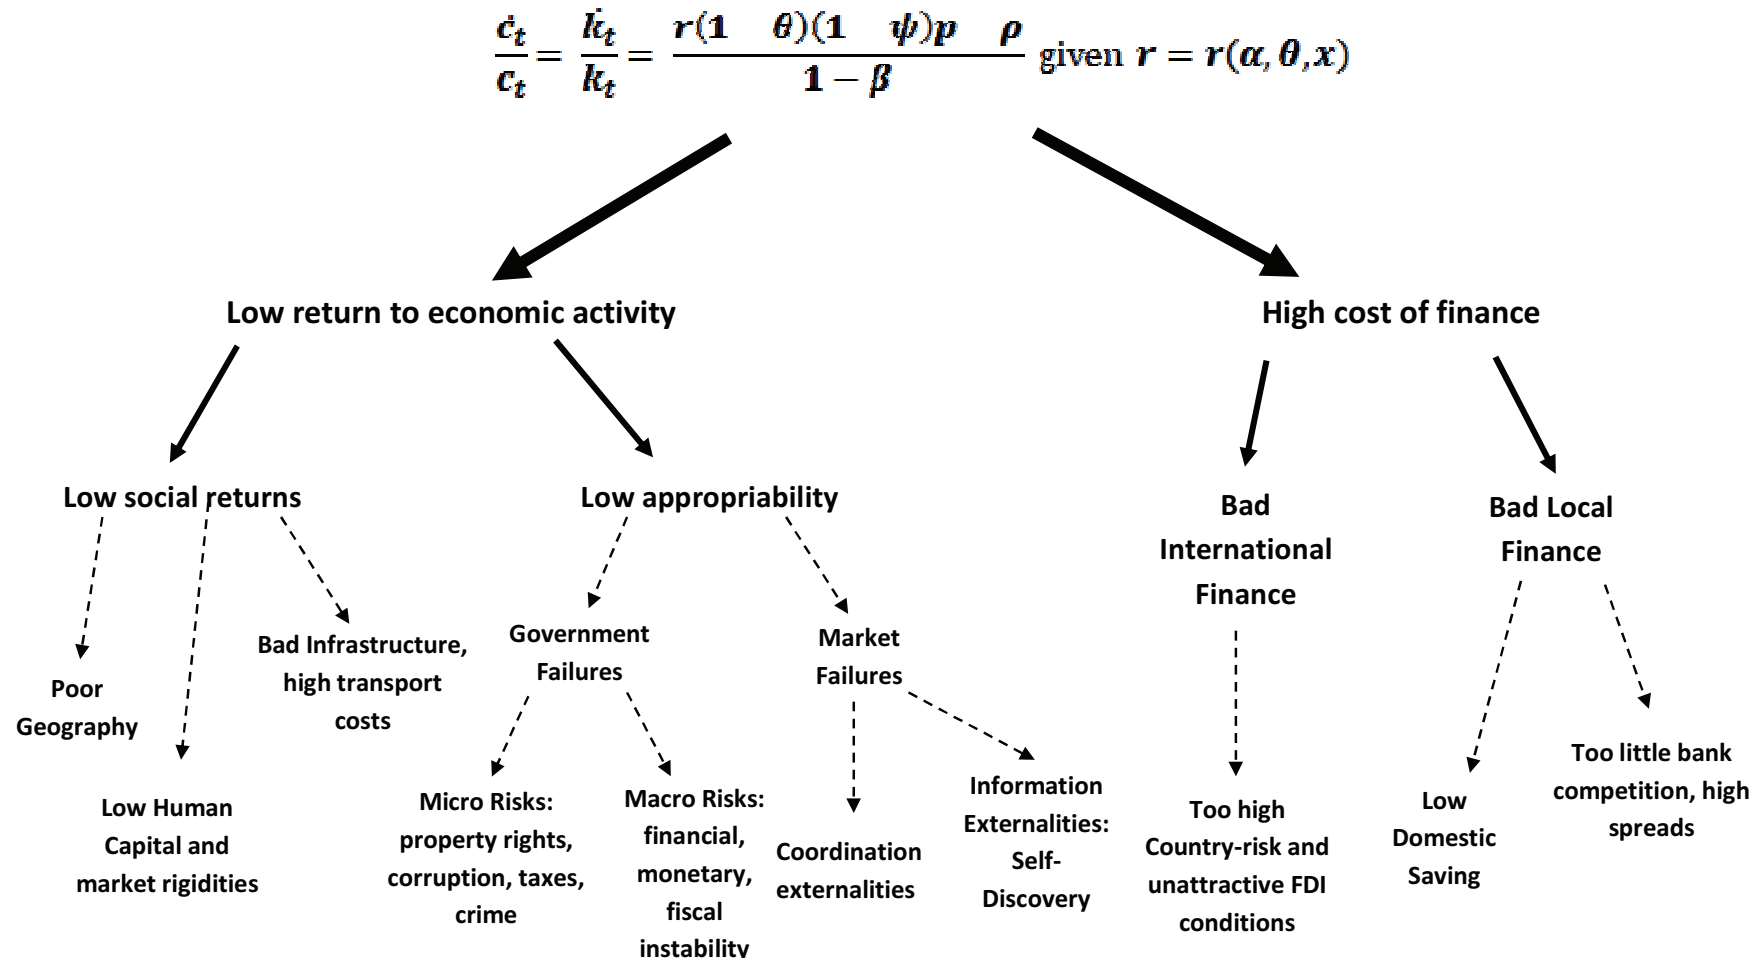 ċₜ/cₜ = k̇ₜ/kₜ = r(1 θ)(1 ψ)p ρ / 1 − β given r = r(α, θ, x)
Low return to economic activity
High cost of finance
Low social returns
Low appropriability
Bad
International
Finance
Bad Local
Finance
Poor
Geography
Low Human
Capital and
market rigidities
Bad Infrastructure,
high transport
costs
Government
Failures
Market
Failures
Micro Risks:
property rights,
corruption, taxes,
crime
Macro Risks:
financial,
monetary,
fiscal
instability
Coordination
externalities
Information
Externalities:
Self-
Discovery
Too high
Country-risk and
unattractive FDI
conditions
Low
Domestic
Saving
Too little bank
competition, high
spreads